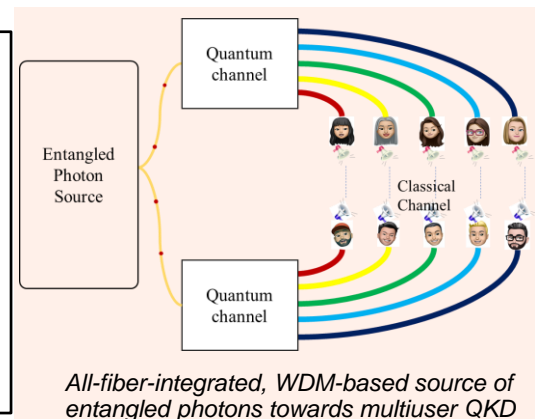 Quantum
channel
Entangled
Photon
Source
Classical
Channel
Quantum
channel
All-fiber-integrated, WDM-based source of
entangled photons towards multiuser QKD